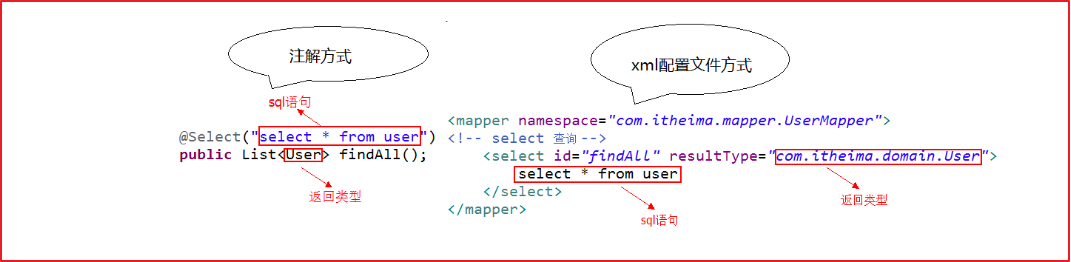 注解方式
sql语句
@Select("select * from user")
public List<User> findAll();
返回类型
xml配置文件方式
<mapper namespace="com.itheima.mapper.UserMapper">
<!-- select 查询 -->
<select id="findAll" resultType="com.itheima.domain.User">
select * from user
</select>
</mapper>
sql语句
返回类型